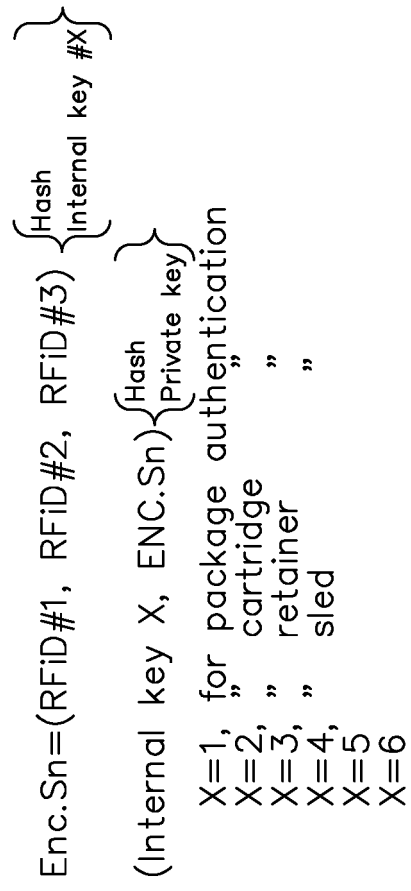 Enc.Sn=(RFiD#1, RFiD#2, RFiD#3){Hash Internal key #X}
(Internal key X, ENC.Sn){Hash Private key}
X=1, for package authentication
X=2, „ cartridge „
X=3, „ retainer „
X=4, „ sled „
X=5
X=6